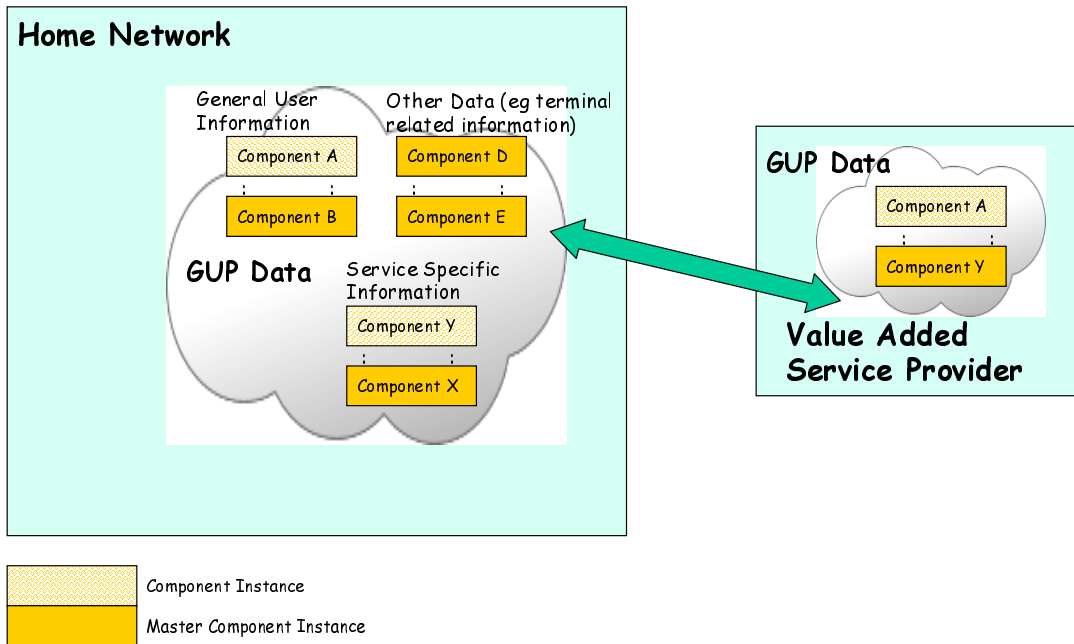 Home Network
General User
Information
Other Data (eg terminal
related information)
Component A
Component D
Component B
Component E
GUP Data
Service Specific
Information
Component Y
Component X
GUP Data
Component A
Component Y
Value Added
Service Provider
Component Instance
Master Component Instance